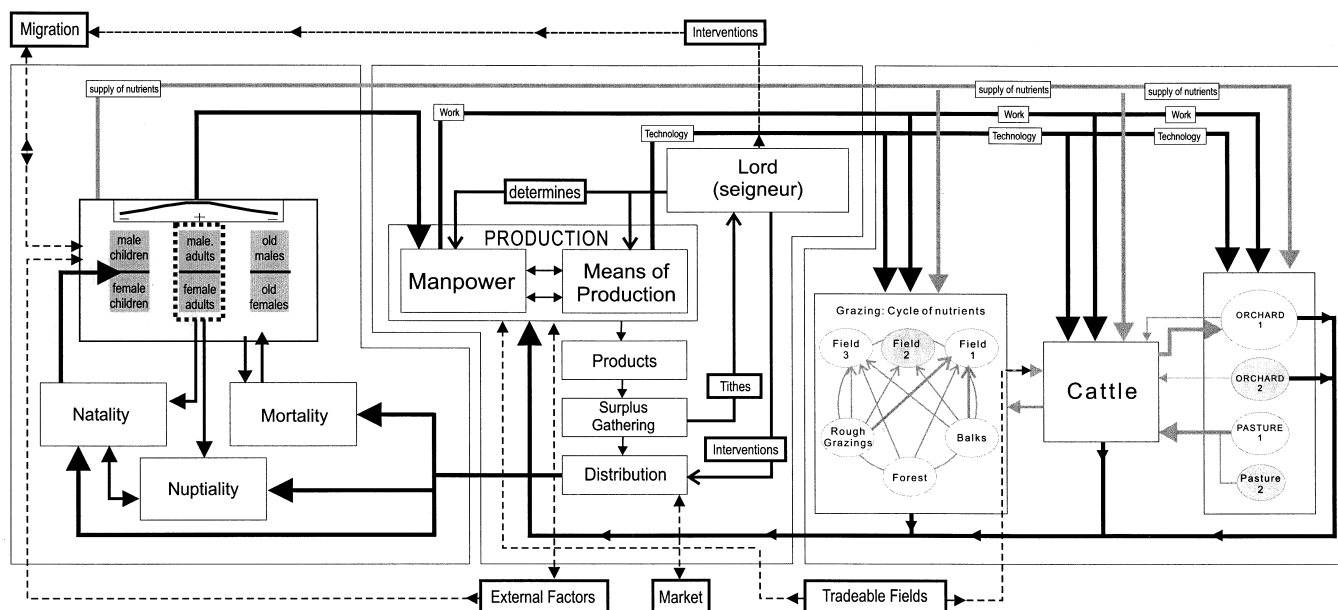 Migration
Interventions
supply of nutrients
supply of nutrients
supply of nutrients
Work
Work
Work
Technology
Technology
Technology
Lord
(seigneur)
determines
– + –
male
children
male.
adults
old
males
female
children
female
adults
old
females
PRODUCTION
Manpower
Means of
Production
Products
Surplus
Gathering
Distribution
Tithes
Interventions
Natality
Mortality
Nuptiality
Grazing: Cycle of nutrients
Field
3
Field
2
Field
1
Rough
Grazings
Balks
Forest
Cattle
ORCHARD
1
ORCHARD
2
PASTURE
1
Pasture
2
External Factors
Market
Tradeable Fields